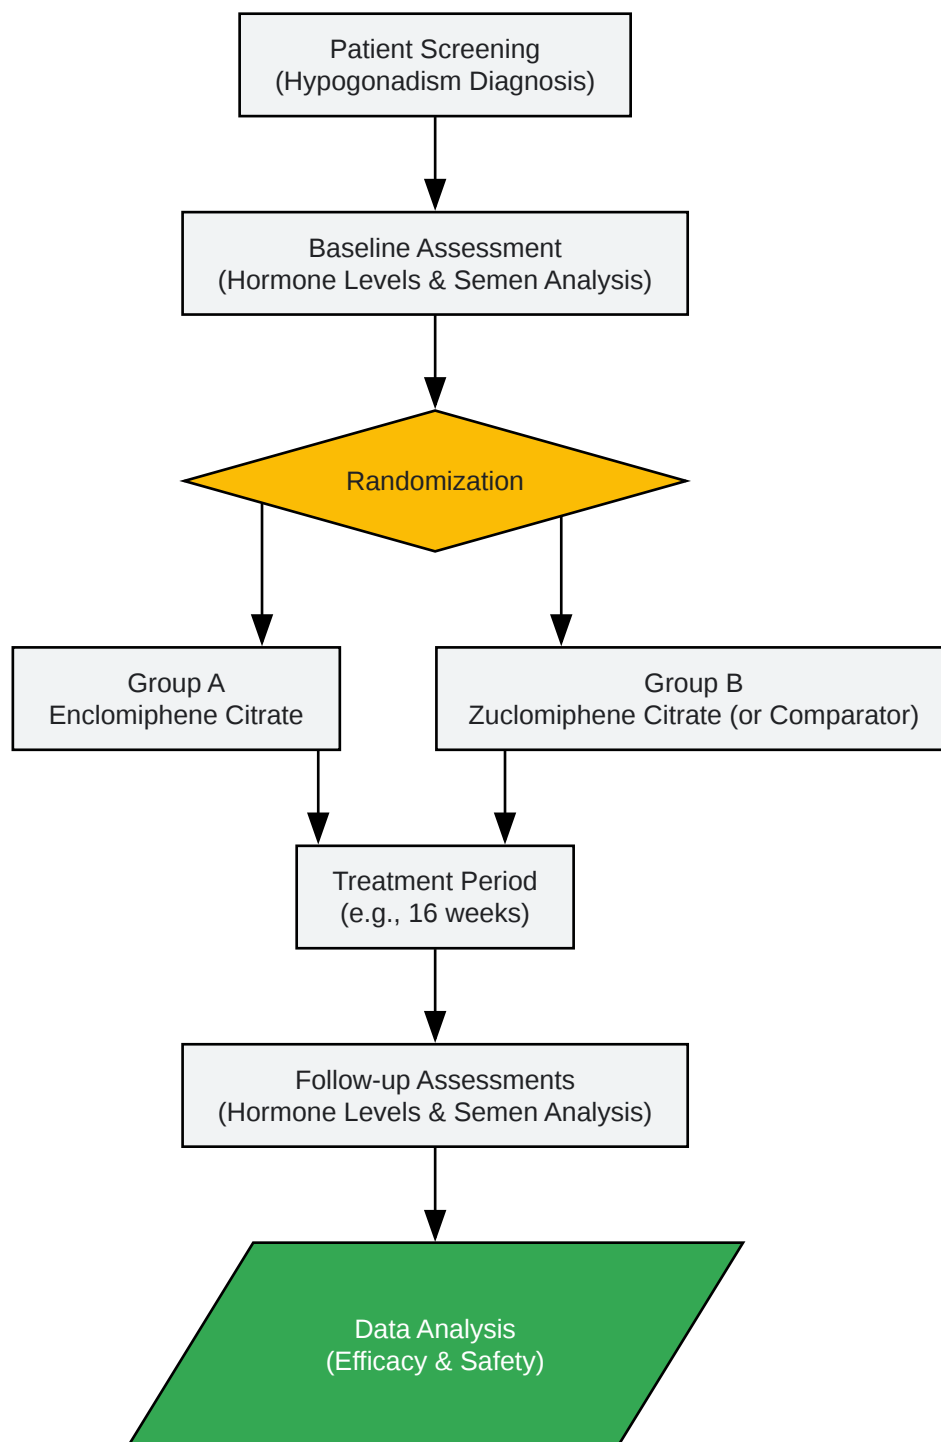 Patient Screening
(Hypogonadism Diagnosis)
Baseline Assessment
(Hormone Levels & Semen Analysis)
Randomization
Group A
Enclomiphene Citrate
Group B
Zuclomiphene Citrate (or Comparator)
Treatment Period
(e.g., 16 weeks)
Follow-up Assessments
(Hormone Levels & Semen Analysis)
Data Analysis
(Efficacy & Safety)